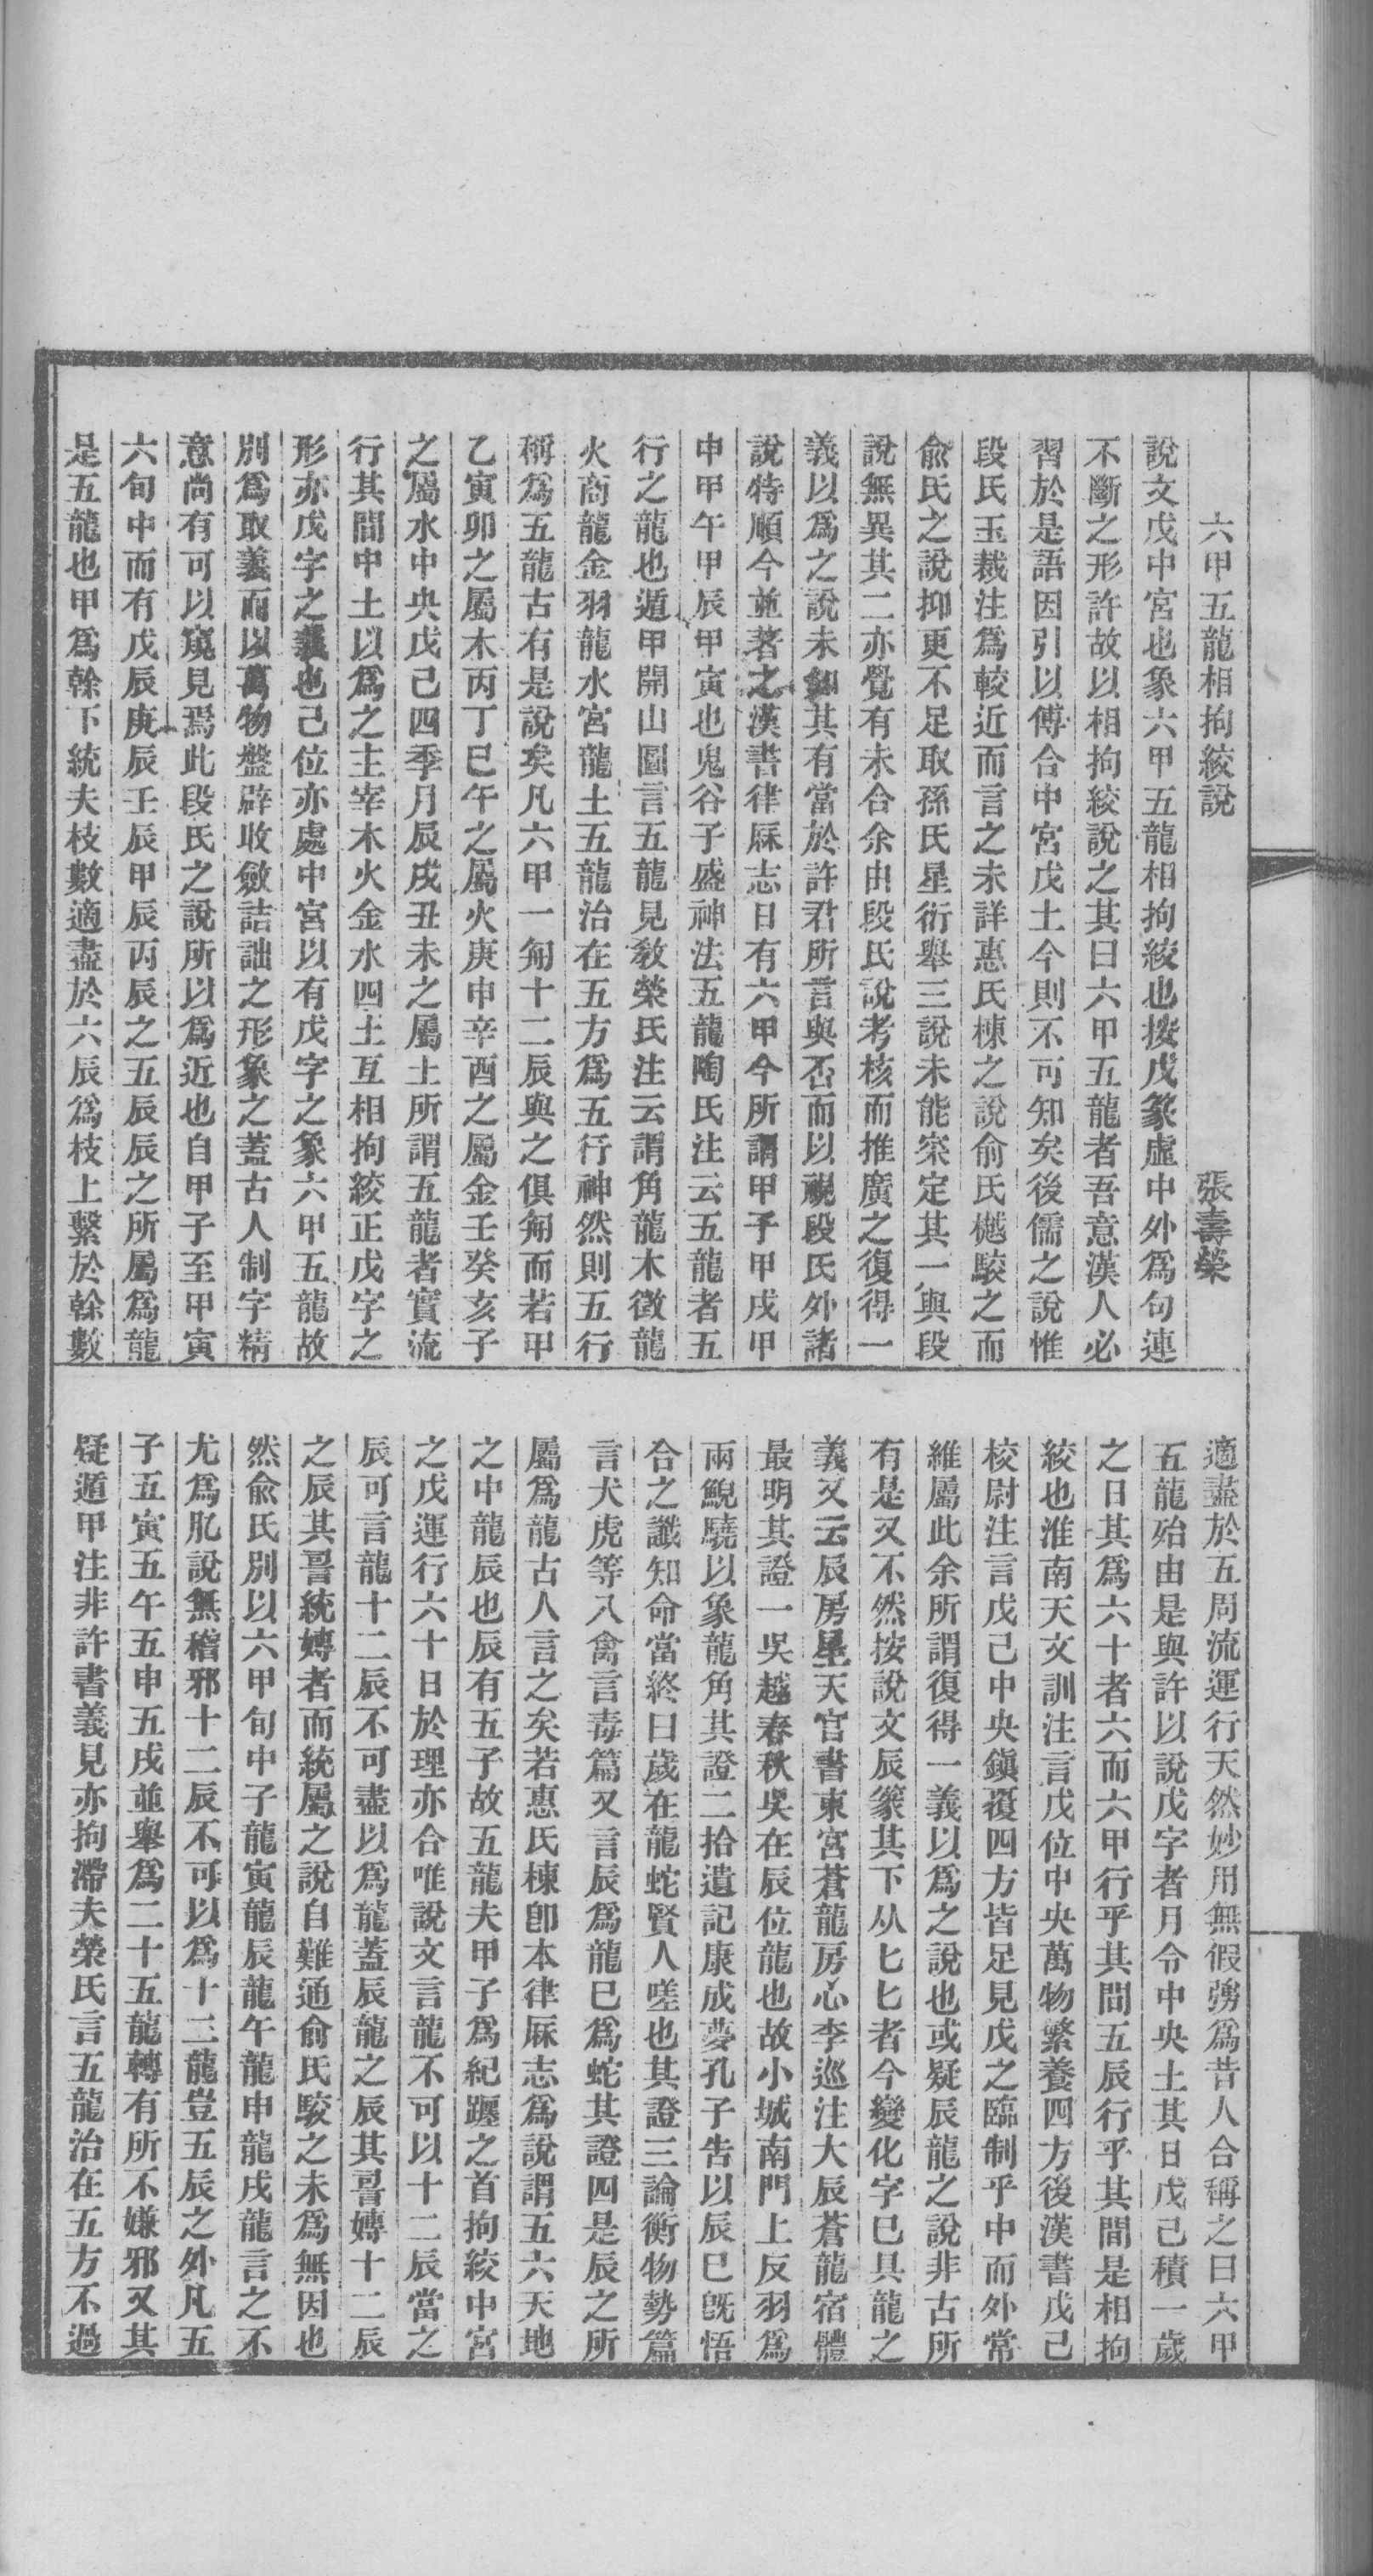 六甲五龍相拘絞說
張壽榮
說文戊中宮也象六甲五龍相拘絞也按戊篆虛中外爲句連
不斷之形許故以相拘絞說之其曰六甲五龍者吾意漢人必
習於是語因引以傅合中宮戊土今則不可知矣後儒之說惟
段氏玉裁注爲較近而言之未詳惠氏棟之說俞氏樾駮之而
俞氏之說抑更不足取孫氏星衍舉三說未能寀定其一與段
說無異其二亦覺有未合余由段氏說考核而推廣之復得一
義以爲之說未知其有當於許君所言與否而以視段氏外諸
說特順今並著之漢書律厤志日有六甲今所謂甲子甲戌甲
申甲午甲辰甲寅也鬼谷子盛神法五龍陶氏注云五龍者五
行之龍也遁甲開山圖言五龍見敎榮氏注云謂角龍木徵龍
火商龍金羽龍水宮龍土五龍治在五方爲五行神然則五行
稱爲五龍古有是說矣凡六甲一匊十二辰與之俱匊而若甲
乙寅卯之屬木丙丁巳午之屬火庚申辛酉之屬金壬癸亥子
之屬水中央戊己四季月辰戌丑未之屬土所謂五龍者實流
行其間中土以爲之主宰木火金水四土互相拘絞正戊字之
形亦戊字之義也己位亦處中宮以有戊字之象六甲五龍故
別爲取義而以萬物盤辟收斂詰詘之形象之蓋古人制字精
意尚有可以窺見焉此段氏之說所以爲近也自甲子至甲寅
六旬中而有戊辰庚辰壬辰甲辰丙辰之五辰辰之所屬爲龍
是五龍也甲爲榦下統夫枝數適盡於六辰爲枝上繫於榦數
適盡於五周流運行天然妙用無假彊爲昔人合稱之曰六甲
五龍殆由是與許以說戊字者月令中央土其日戊己積一歲
之日其爲六十者六而六甲行乎其間五辰行乎其間是相拘
絞也淮南天文訓注言戊位中央萬物繁養四方後漢書戊己
校尉注言戊己中央鎭覆四方皆足見戊之臨制乎中而外常
維屬此余所謂復得一義以爲之說也或疑辰龍之說非古所
有是又不然按說文辰篆其下从匕匕者今變化字已具龍之
義又云辰房星天官書東宮蒼龍房心李巡注大辰蒼龍宿體
最明其證一吳越春秋吳在辰位龍也故小城南門上反羽爲
兩鯢鱙以象龍角其證二拾遺記康成夢孔子告以辰巳旣悟
合之讖知命當終曰歲在龍蛇賢人嗟也其證三論衡物勢篇
言犬虎等入禽言毒篇又言辰爲龍巳爲蛇其證四是辰之所
屬爲龍古人言之矣若惠氏棟卽本律厤志爲說謂五六天地
之中龍辰也辰有五子故五龍夫甲子爲紀躔之首拘絞中宮
之戊運行六十日於理亦合唯說文言龍不可以十二辰當之
辰可言龍十二辰不可盡以爲龍蓋辰龍之辰其專十二辰
之辰其統者而統屬之說自難通俞氏駮之未爲無因也
然俞氏別以六甲旬中子龍寅龍辰龍午龍申龍戌龍言之不
尤爲肊說無稽邪十二辰不可以爲十二龍豈五辰之外凡五
子五寅五午五申五戌並舉爲二十五龍轉有所不嫌邪又其
疑遁甲注非許書義見亦拘滯夫榮氏言五龍治在五方不過